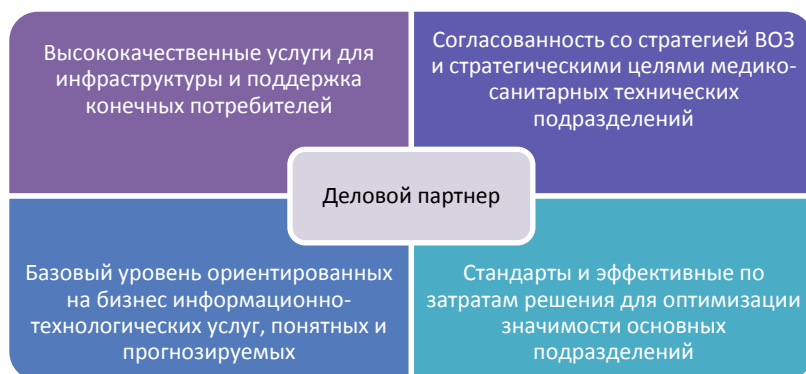 Высококачественные услуги для
инфраструктуры и поддержка
конечных потребителей
Согласованность со стратегией ВОЗ
и стратегическими целями медико-
санитарных технических
подразделений
Деловой партнер
Базовый уровень ориентированных
на бизнес информационно-
технологических услуг, понятных и
прогнозируемых
Стандарты и эффективные по
затратам решения для оптимизации
значимости основных
подразделений